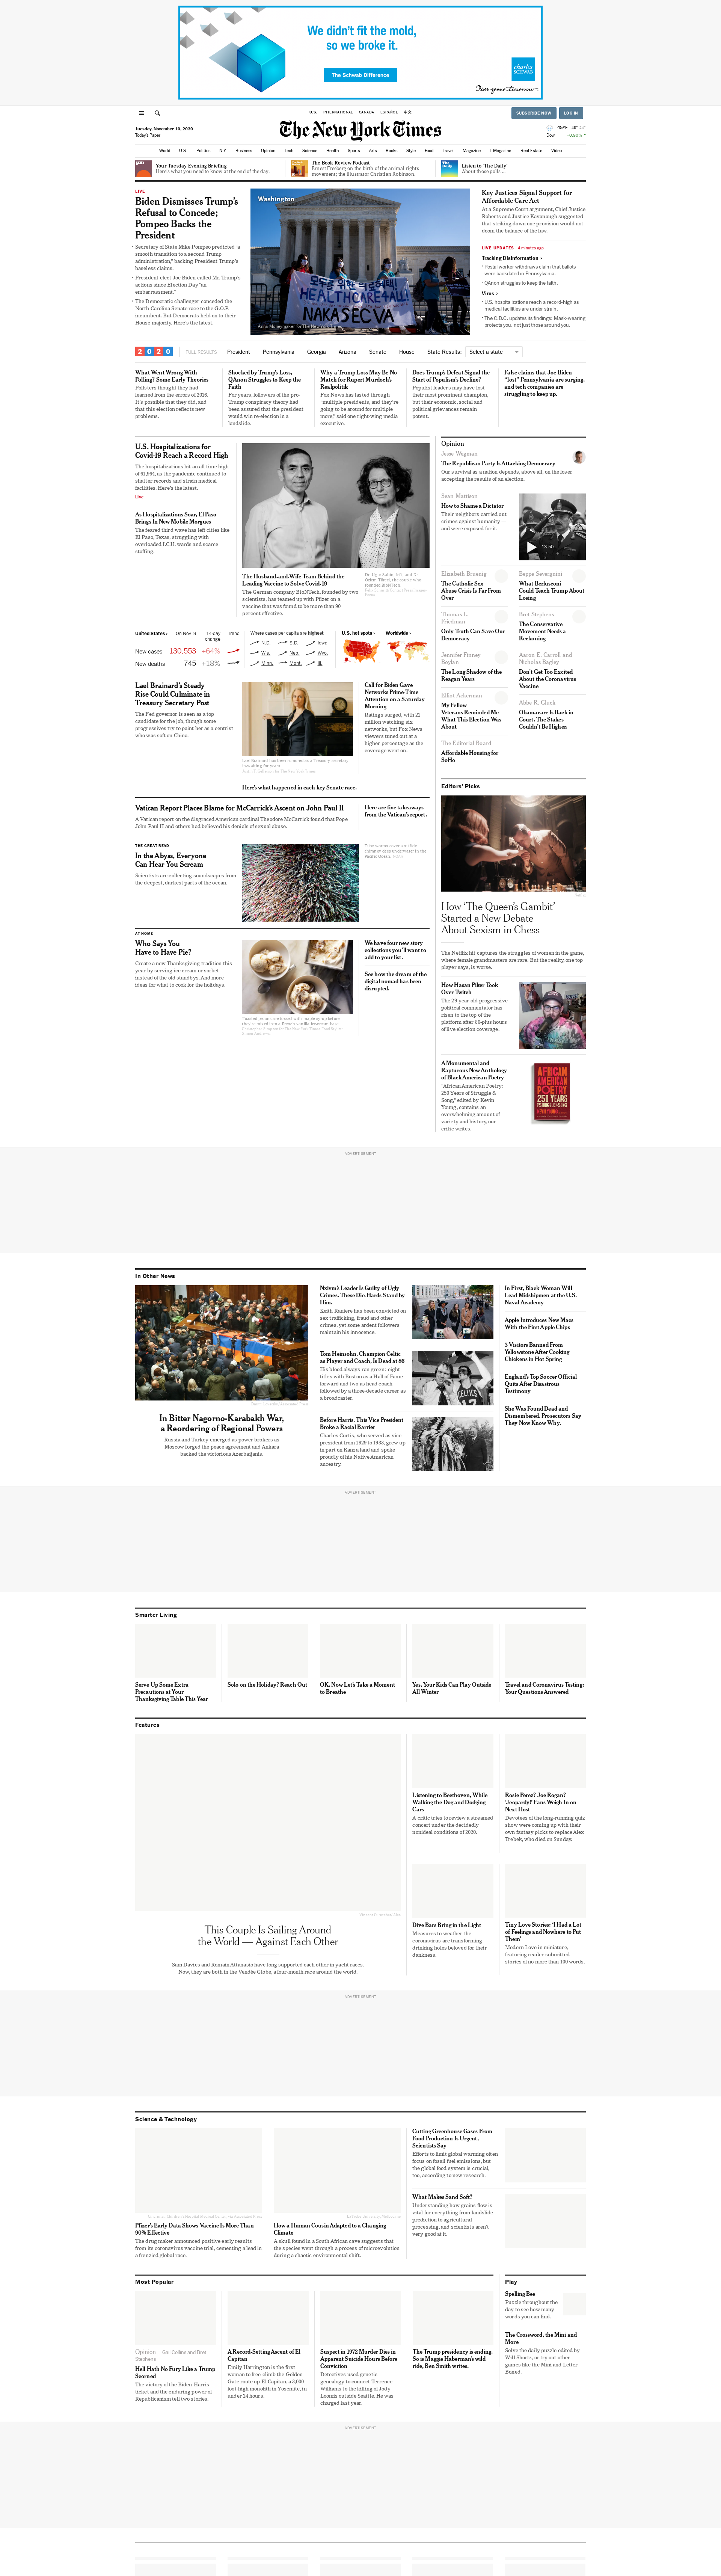 We didn't fit the mold,
so we broke it.
The Schwab Difference
charles
SCHWAB
Own your tomorrow
U.S. INTERNATIONAL CANADA ESPAÑOL 中文
SUBSCRIBE NOW LOG IN
Tuesday, November 10, 2020
Today's Paper
The New York Times
Dow +0.90% ↑
World U.S. Politics N.Y. Business Opinion Tech Science Health Sports Arts Books Style Food Travel Magazine T Magazine Real Estate Video
Your Tuesday Evening Briefing
Here's what you need to know at the end of the day.
The Book Review Podcast
Ernest Freeberg on the birth of the animal rights
movement; the illustrator Christian Robinson.
Listen to 'The Daily'
About those polls ...
LIVE
Biden Dismisses Trump's
Refusal to Concede;
Pompeo Backs the
President
Secretary of State Mike Pompeo predicted "a
smooth transition to a second Trump
administration," backing President Trump's
baseless claims.
President-elect Joe Biden called Mr. Trump's
actions since Election Day "an
embarrassment."
The Democratic challenger conceded the
North Carolina Senate race to the G.O.P.
incumbent. But Democrats hold on to their
House majority. Here's the latest.
Washington
HEALTHCARE4ALL
NAKASECVA
Key Justices Signal Support for
Affordable Care Act
At a Supreme Court argument, Chief Justice
Roberts and Justice Kavanaugh suggested
that striking down one provision would not
doom the balance of the law.
LIVE UPDATES 4 minutes ago
Tracking Disinformation ›
Postal worker withdraws claim that ballots
were backdated in Pennsylvania.
QAnon struggles to keep the faith.
Virus ›
U.S. hospitalizations reach a record-high as
medical facilities are under strain.
The C.D.C. updates its findings: Mask-wearing
protects you, not just those around you.
2020 FULL RESULTS President Pennsylvania Georgia Arizona Senate House State Results: Select a state
What Went Wrong With
Polling? Some Early Theories
Pollsters thought they had
learned from the errors of 2016.
It's possible that they did, and
that this election reflects new
problems.
Shocked by Trump's Loss,
QAnon Struggles to Keep the
Faith
For years, followers of the pro-
Trump conspiracy theory had
been assured that the president
would win re-election in a
landslide.
Why a Trump Loss May Be No
Match for Rupert Murdoch's
Realpolitik
Fox News has lasted through
"multiple presidents, and they're
going to be around for multiple
more," said one right-wing media
executive.
Does Trump's Defeat Signal the
Start of Populism's Decline?
Populist leaders may have lost
their most prominent champion,
but their economic, social and
political grievances remain
potent.
False claims that Joe Biden
"lost" Pennsylvania are surging,
and tech companies are
struggling to keep up.
U.S. Hospitalizations for
Covid-19 Reach a Record High
The hospitalizations hit an all-time high
of 61,964, as the pandemic continued to
shatter records and strain medical
facilities. Here's the latest.
Live
As Hospitalizations Soar, El Paso
Brings In New Mobile Morgues
The feared third wave has left cities like
El Paso, Texas, struggling with
overloaded I.C.U. wards and scarce
staffing.
The Husband-and-Wife Team Behind the
Leading Vaccine to Solve Covid-19
The German company BioNTech, founded by two
scientists, has teamed up with Pfizer on a
vaccine that was found to be more than 90
percent effective.
Dr. Ugur Sahin, left, and Dr.
Özlem Türeci, the couple who
founded BioNTech.
United States › On Nov. 9 14-day change Trend
New cases 130,553 +64%
New deaths 745 +18%
Where cases per capita are highest
N.D. S.D. Iowa
Wis. Neb. Wyo.
Minn. Mont. Ill.
U.S. hot spots › Worldwide ›
Lael Brainard's Steady
Rise Could Culminate in
Treasury Secretary Post
The Fed governor is seen as a top
candidate for the job, though some
progressives try to paint her as a centrist
who was soft on China.
Lael Brainard has been rumored as a Treasury secretary-
in-waiting for years.
Call for Biden Gave
Networks Prime-Time
Attention on a Saturday
Morning
Ratings surged, with 21
million watching six
networks, but Fox News
viewers tuned out at a
higher percentage as the
coverage went on.
Here's what happened in each key Senate race.
Vatican Report Places Blame for McCarrick's Ascent on John Paul II
A Vatican report on the disgraced American cardinal Theodore McCarrick found that Pope
John Paul II and others had believed his denials of sexual abuse.
Here are five takeaways
from the Vatican's report.
THE GREAT READ
In the Abyss, Everyone
Can Hear You Scream
Scientists are collecting soundscapes from
the deepest, darkest parts of the ocean.
Tube worms cover a sulfide
chimney deep underwater in the
Pacific Ocean.
AT HOME
Who Says You
Have to Have Pie?
Create a new Thanksgiving tradition this
year by serving ice cream or sorbet
instead of the old standbys. And more
ideas for what to cook for the holidays.
Toasted pecans are tossed with maple syrup before
they're mixed into a French vanilla ice cream base.
We have four new story
collections you'll want to
add to your list.
See how the dream of the
digital nomad has been
disrupted.
Opinion
Jesse Wegman
The Republican Party Is Attacking Democracy
Our survival as a nation depends, above all, on the loser
accepting the results of an election.
Sean Mattison
How to Shame a Dictator
Their neighbors carried out
crimes against humanity —
and were exposed for it.
Elizabeth Bruenig
The Catholic Sex
Abuse Crisis Is Far From
Over
Beppe Severgnini
What Berlusconi
Could Teach Trump About
Losing
Thomas L.
Friedman
Only Truth Can Save Our
Democracy
Bret Stephens
The Conservative
Movement Needs a
Reckoning
Jennifer Finney
Boylan
The Long Shadow of the
Reagan Years
Aaron E. Carroll and
Nicholas Bagley
Don't Get Too Excited
About the Coronavirus
Vaccine
Elliot Ackerman
My Fellow
Veterans Reminded Me
What This Election Was
About
Abbe R. Gluck
Obamacare Is Back in
Court. The Stakes
Couldn't Be Higher.
The Editorial Board
Affordable Housing for
SoHo
Editors' Picks
How 'The Queen's Gambit'
Started a New Debate
About Sexism in Chess
The Netflix hit captures the struggles of women in the game,
where female grandmasters are rare. But the reality, one top
player says, is worse.
How Hasan Piker Took
Over Twitch
The 29-year-old progressive
political commentator has
risen to the top of the
platform after 80-plus hours
of live election coverage.
A Monumental and
Rapturous New Anthology
of Black American Poetry
"African American Poetry:
250 Years of Struggle &
Song," edited by Kevin
Young, contains an
overwhelming amount of
variety and history, our
critic writes.
AFRICAN
AMERICAN
POETRY
250 YEARS
ADVERTISEMENT
In Other News
In Bitter Nagorno-Karabakh War,
a Reordering of Regional Powers
Russia and Turkey emerged as power brokers as
Moscow forged the peace agreement and Ankara
backed the victorious Azerbaijanis.
Nxivm's Leader Is Guilty of Ugly
Crimes. These Die-Hards Stand by
Him.
Keith Raniere has been convicted on
sex trafficking, fraud and other
crimes, yet some ardent followers
maintain his innocence.
Tom Heinsohn, Champion Celtic
as Player and Coach, Is Dead at 86
His blood always ran green: eight
titles with Boston as a Hall of Fame
forward and two as head coach
followed by a three-decade career as
a broadcaster.
Before Harris, This Vice President
Broke a Racial Barrier
Charles Curtis, who served as vice
president from 1929 to 1933, grew up
in part on Kansa land and spoke
proudly of his Native American
ancestry.
In First, Black Woman Will
Lead Midshipmen at the U.S.
Naval Academy
Apple Introduces New Macs
With the First Apple Chips
3 Visitors Banned From
Yellowstone After Cooking
Chickens in Hot Spring
England's Top Soccer Official
Quits After Disastrous
Testimony
She Was Found Dead and
Dismembered. Prosecutors Say
They Now Know Why.
ADVERTISEMENT
Smarter Living
Serve Up Some Extra
Precautions at Your
Thanksgiving Table This Year
Solo on the Holiday? Reach Out
OK, Now Let's Take a Moment
to Breathe
Yes, Your Kids Can Play Outside
All Winter
Travel and Coronavirus Testing:
Your Questions Answered
Features
This Couple Is Sailing Around
the World — Against Each Other
Sam Davies and Romain Attanasio have long supported each other in yacht races.
Now, they are both in the Vendée Globe, a four-month race around the world.
Listening to Beethoven, While
Walking the Dog and Dodging
Cars
A critic tries to review a streamed
concert under the decidedly
nonideal conditions of 2020.
Rosie Perez? Joe Rogan?
'Jeopardy!' Fans Weigh In on
Next Host
Devotees of the long-running quiz
show were coming up with their
own fantasy picks to replace Alex
Trebek, who died on Sunday.
Dive Bars Bring in the Light
Measures to weather the
coronavirus are transforming
drinking holes beloved for their
darkness.
Tiny Love Stories: 'I Had a Lot
of Feelings and Nowhere to Put
Them'
Modern Love in miniature,
featuring reader-submitted
stories of no more than 100 words.
ADVERTISEMENT
Science & Technology
Pfizer's Early Data Shows Vaccine Is More Than
90% Effective
The drug maker announced positive early results
from its coronavirus vaccine trial, cementing a lead in
a frenzied global race.
How a Human Cousin Adapted to a Changing
Climate
A skull found in a South African cave suggests that
the species went through a process of microevolution
during a chaotic environmental shift.
Cutting Greenhouse Gases From
Food Production Is Urgent,
Scientists Say
Efforts to limit global warming often
focus on fossil fuel emissions, but
the global food system is crucial,
too, according to new research.
What Makes Sand Soft?
Understanding how grains flow is
vital for everything from landslide
prediction to agricultural
processing, and scientists aren't
very good at it.
Most Popular
Opinion | Gail Collins and Bret
Stephens
Hell Hath No Fury Like a Trump
Scorned
The victory of the Biden-Harris
ticket and the enduring power of
Republicanism tell two stories.
A Record-Setting Ascent of El
Capitan
Emily Harrington is the first
woman to free climb the Golden
Gate route up El Capitan, a 3,000-
foot-high monolith in Yosemite, in
under 24 hours.
Suspect in 1972 Murder Dies in
Apparent Suicide Hours Before
Conviction
Detectives used genetic
genealogy to connect Terrence
Williams to the killing of Jody
Loomis outside Seattle. He was
charged last year.
The Trump presidency is ending.
So is Maggie Haberman's wild
ride, Ben Smith writes.
Play
Spelling Bee
Puzzle throughout the
day to see how many
words you can find.
The Crossword, the Mini and
More
Solve the daily puzzle edited by
Will Shortz, or try out other
games like the Mini and Letter
Boxed.
ADVERTISEMENT